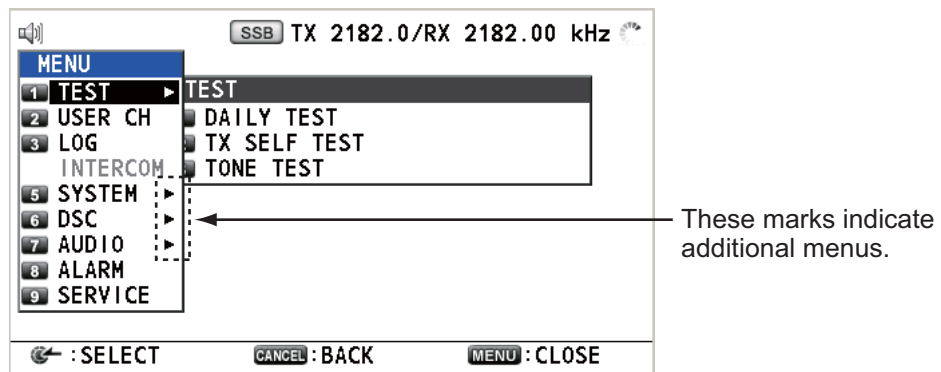 SSB TX 2182.0/RX 2182.00 kHz
MENU
1 TEST
2 USER CH
3 LOG
INTERCOM
5 SYSTEM
6 DSC
7 AUDIO
8 ALARM
9 SERVICE
TEST
DAILY TEST
TX SELF TEST
TONE TEST
These marks indicate
additional menus.
:SELECT
CANCEL :BACK
MENU :CLOSE